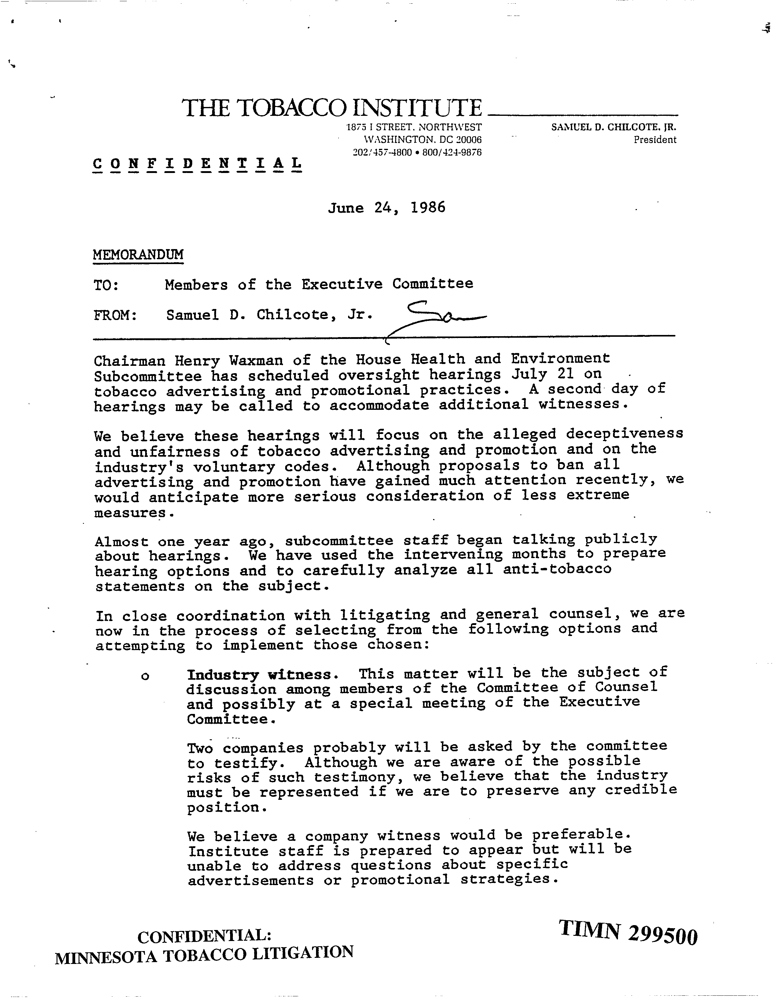 THE TOBACCO INSTITUTE
1875 I STREET, NORTHWEST
WASHINGTON, DC 20006
202/457-4800 • 800/424-9876
SAMUEL D. CHILCOTE, JR.
President
CONFIDENTIAL
June 24, 1986
MEMORANDUM
TO: Members of the Executive Committee
FROM: Samuel D. Chilcote, Jr. Sam
Chairman Henry Waxman of the House Health and Environment
Subcommittee has scheduled oversight hearings July 21 on
tobacco advertising and promotional practices. A second day of
hearings may be called to accommodate additional witnesses.
We believe these hearings will focus on the alleged deceptiveness
and unfairness of tobacco advertising and promotion and on the
industry's voluntary codes. Although proposals to ban all
advertising and promotion have gained much attention recently, we
would anticipate more serious consideration of less extreme
measures.
Almost one year ago, subcommittee staff began talking publicly
about hearings. We have used the intervening months to prepare
hearing options and to carefully analyze all anti-tobacco
statements on the subject.
In close coordination with litigating and general counsel, we are
now in the process of selecting from the following options and
attempting to implement those chosen:
o Industry witness. This matter will be the subject of
discussion among members of the Committee of Counsel
and possibly at a special meeting of the Executive
Committee.
Two companies probably will be asked by the committee
to testify. Although we are aware of the possible
risks of such testimony, we believe that the industry
must be represented if we are to preserve any credible
position.
We believe a company witness would be preferable.
Institute staff is prepared to appear but will be
unable to address questions about specific
advertisements or promotional strategies.
CONFIDENTIAL:
MINNESOTA TOBACCO LITIGATION
TIMN 299500